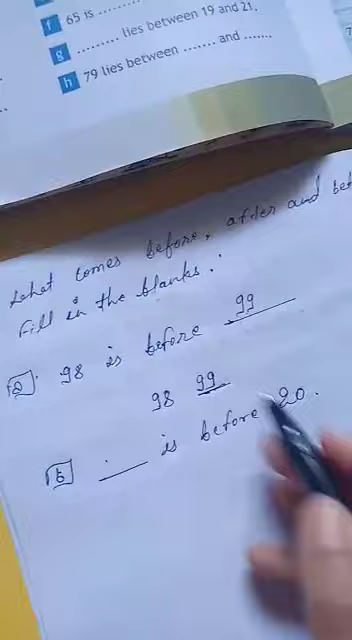 f 65 is ..........
g .......... lies between 19 and 21.
h 79 lies between ....... and .......
What comes before, after and bet
Fill in the blanks :
a. 98 is before 99
98 99
b ___ is before 20.